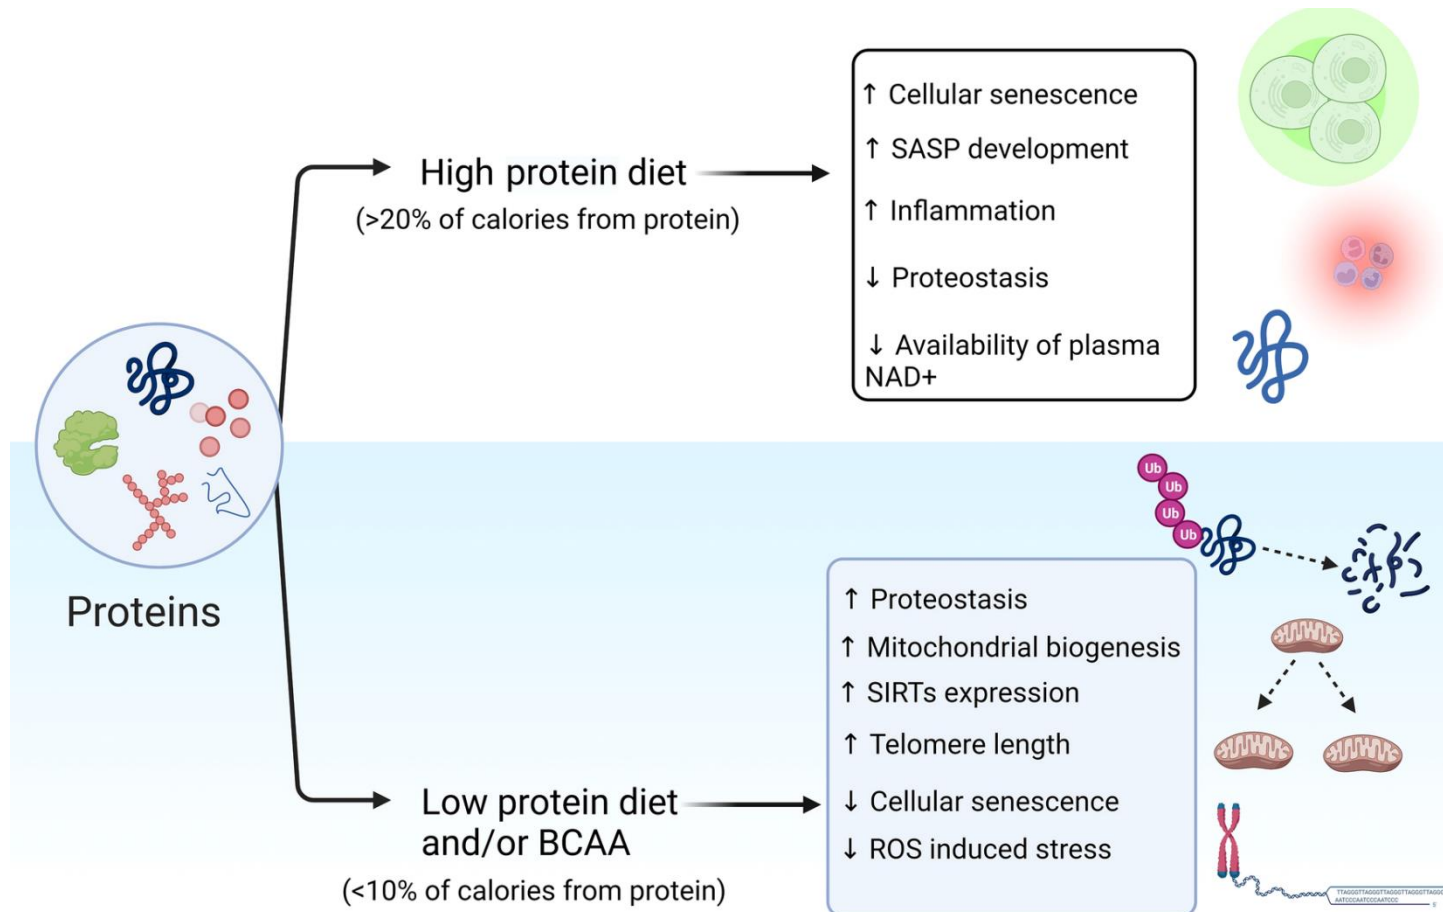 High protein diet
(>20% of calories from protein)
↑ Cellular senescence
↑ SASP development
↑ Inflammation
↓ Proteostasis
↓ Availability of plasma
NAD+
Proteins
Ub
Ub
Ub
Ub
Low protein diet
and/or BCAA
(<10% of calories from protein)
↑ Proteostasis
↑ Mitochondrial biogenesis
↑ SIRTs expression
↑ Telomere length
↓ Cellular senescence
↓ ROS induced stress
TTAGGGTTAGGGTTAGGGTTAGGGTTAGGG
AATCCCAATCCCAATCCC